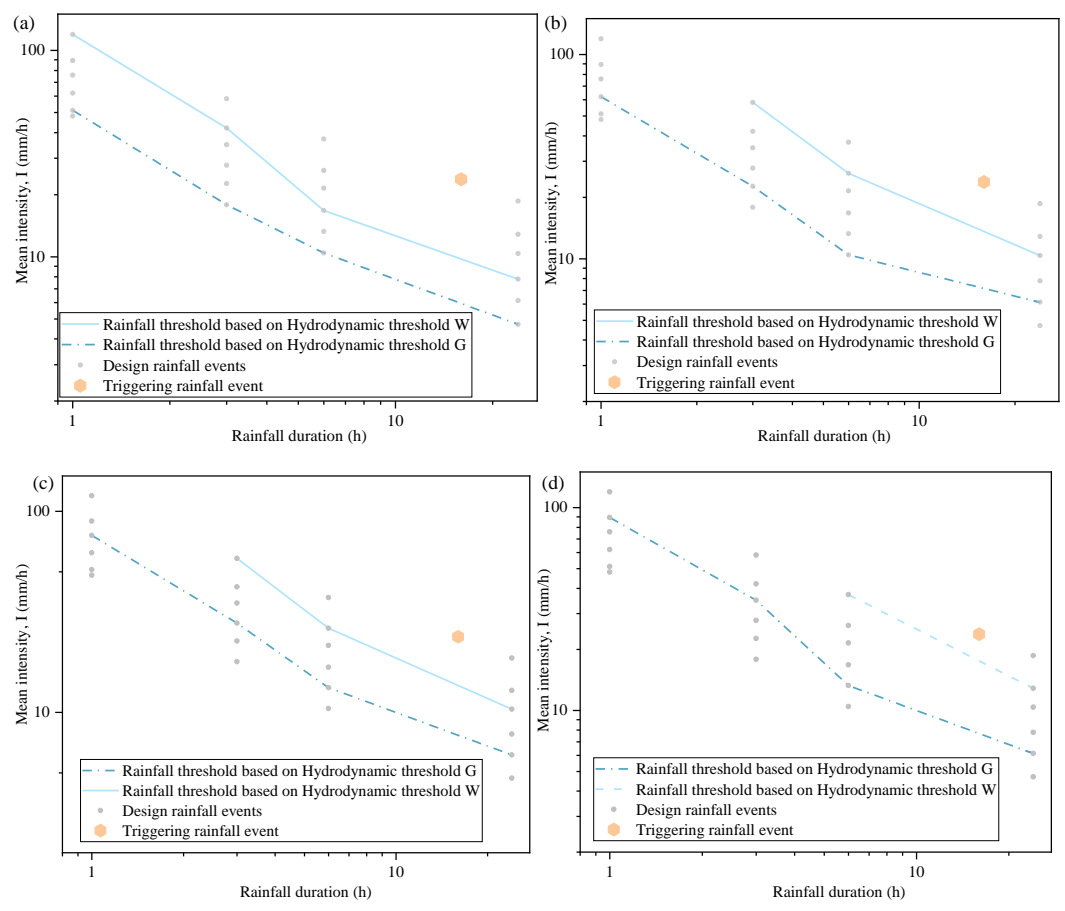 (a)
100
10
Mean intensity, I (mm/h)
Rainfall threshold based on Hydrodynamic threshold W
Rainfall threshold based on Hydrodynamic threshold G
Design rainfall events
Triggering rainfall event
1
10
Rainfall duration (h)
(b)
100
10
Mean intensity, I (mm/h)
Rainfall threshold based on Hydrodynamic threshold W
Rainfall threshold based on Hydrodynamic threshold G
Design rainfall events
Triggering rainfall event
1
10
Rainfall duration (h)
(c)
100
10
Mean intensity, I (mm/h)
Rainfall threshold based on Hydrodynamic threshold G
Rainfall threshold based on Hydrodynamic threshold W
Design rainfall events
Triggering rainfall event
1
10
Rainfall duration (h)
(d)
100
10
Mean intensity, I (mm/h)
Rainfall threshold based on Hydrodynamic threshold G
Rainfall threshold based on Hydrodynamic threshold W
Design rainfall events
Triggering rainfall event
1
10
Rainfall duration (h)